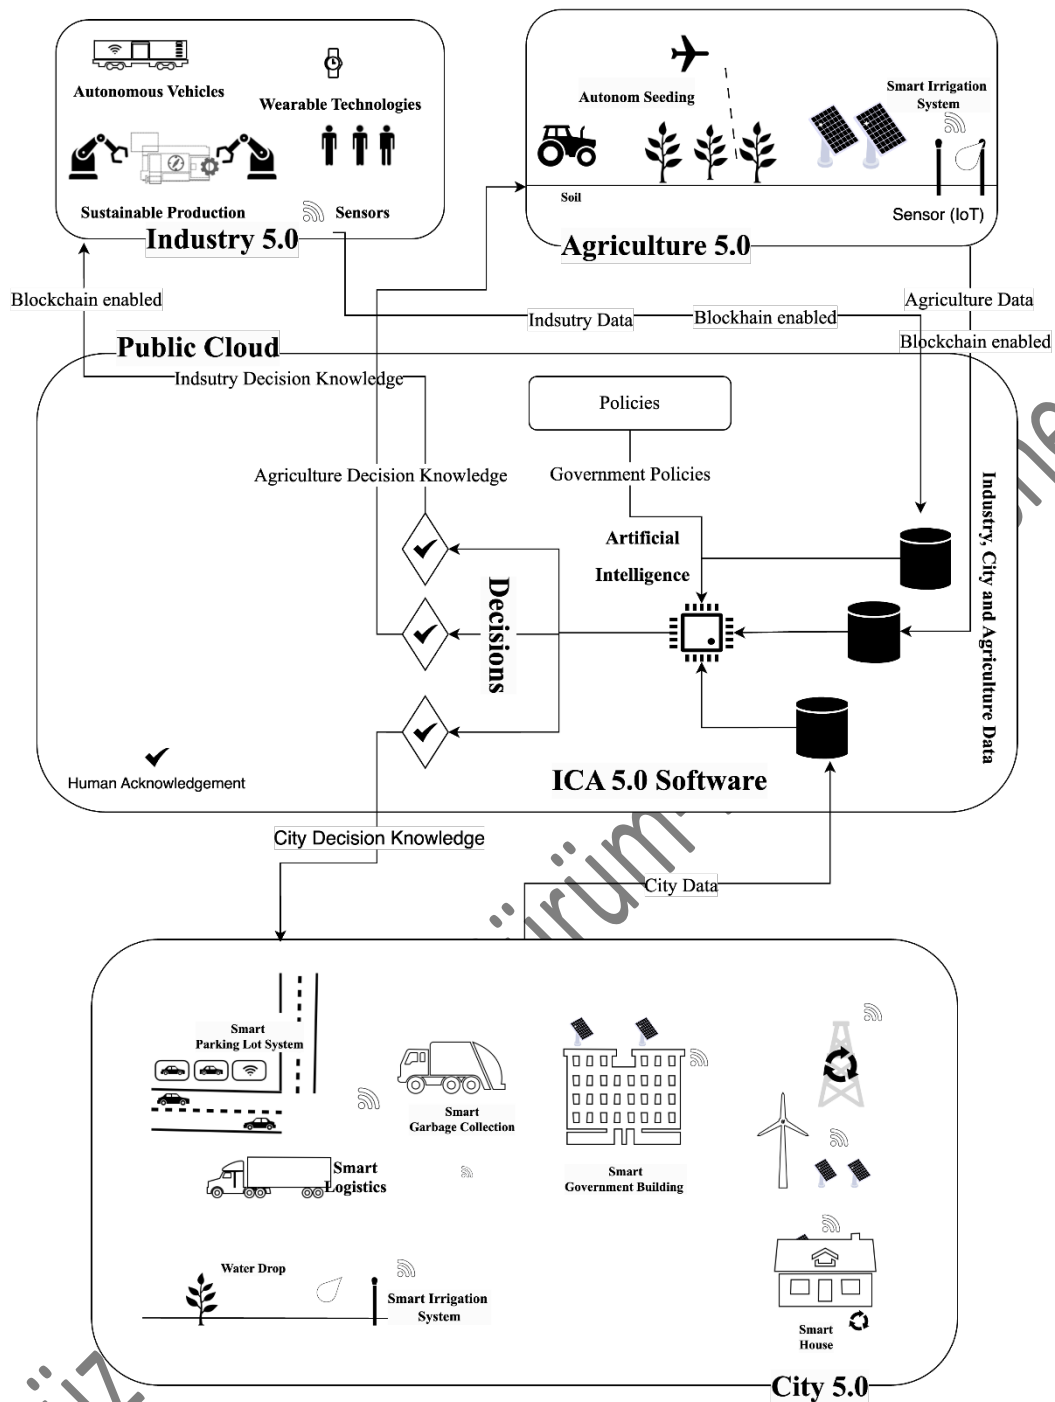 Autonomous Vehicles
Wearable Technologies
Sustainable Production
Sensors
Industry 5.0
Autonom Seeding
Smart Irrigation
System
Soil
Sensor (IoT)
Agriculture 5.0
Blockchain enabled
Indsutry Data
Blockhain enabled
Agriculture Data
Blockchain enabled
Public Cloud
Indsutry Decision Knowledge
Policies
Agriculture Decision Knowledge
Government Policies
Artificial
Intelligence
Decisions
Industry, City and Agriculture Data
Human Acknowledgement
ICA 5.0 Software
City Decision Knowledge
City Data
Smart
Parking Lot System
Smart
Garbage Collection
Smart
Government Building
Smart
Logistics
Water Drop
Smart Irrigation
System
Smart
House
City 5.0